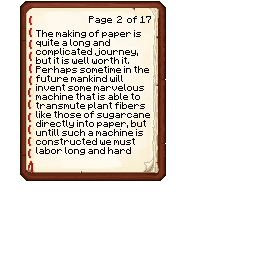 Page 2 of 17
The making of paper is
quite a long and
complicated journey,
but it is well worth it.
Perhaps sometime in the
future mankind will
invent some marvelous
machine that is able to
transmute plant fibers
like those of sugarcane
directly into paper, but
untill such a machine is
constructed we must
labor long and hard